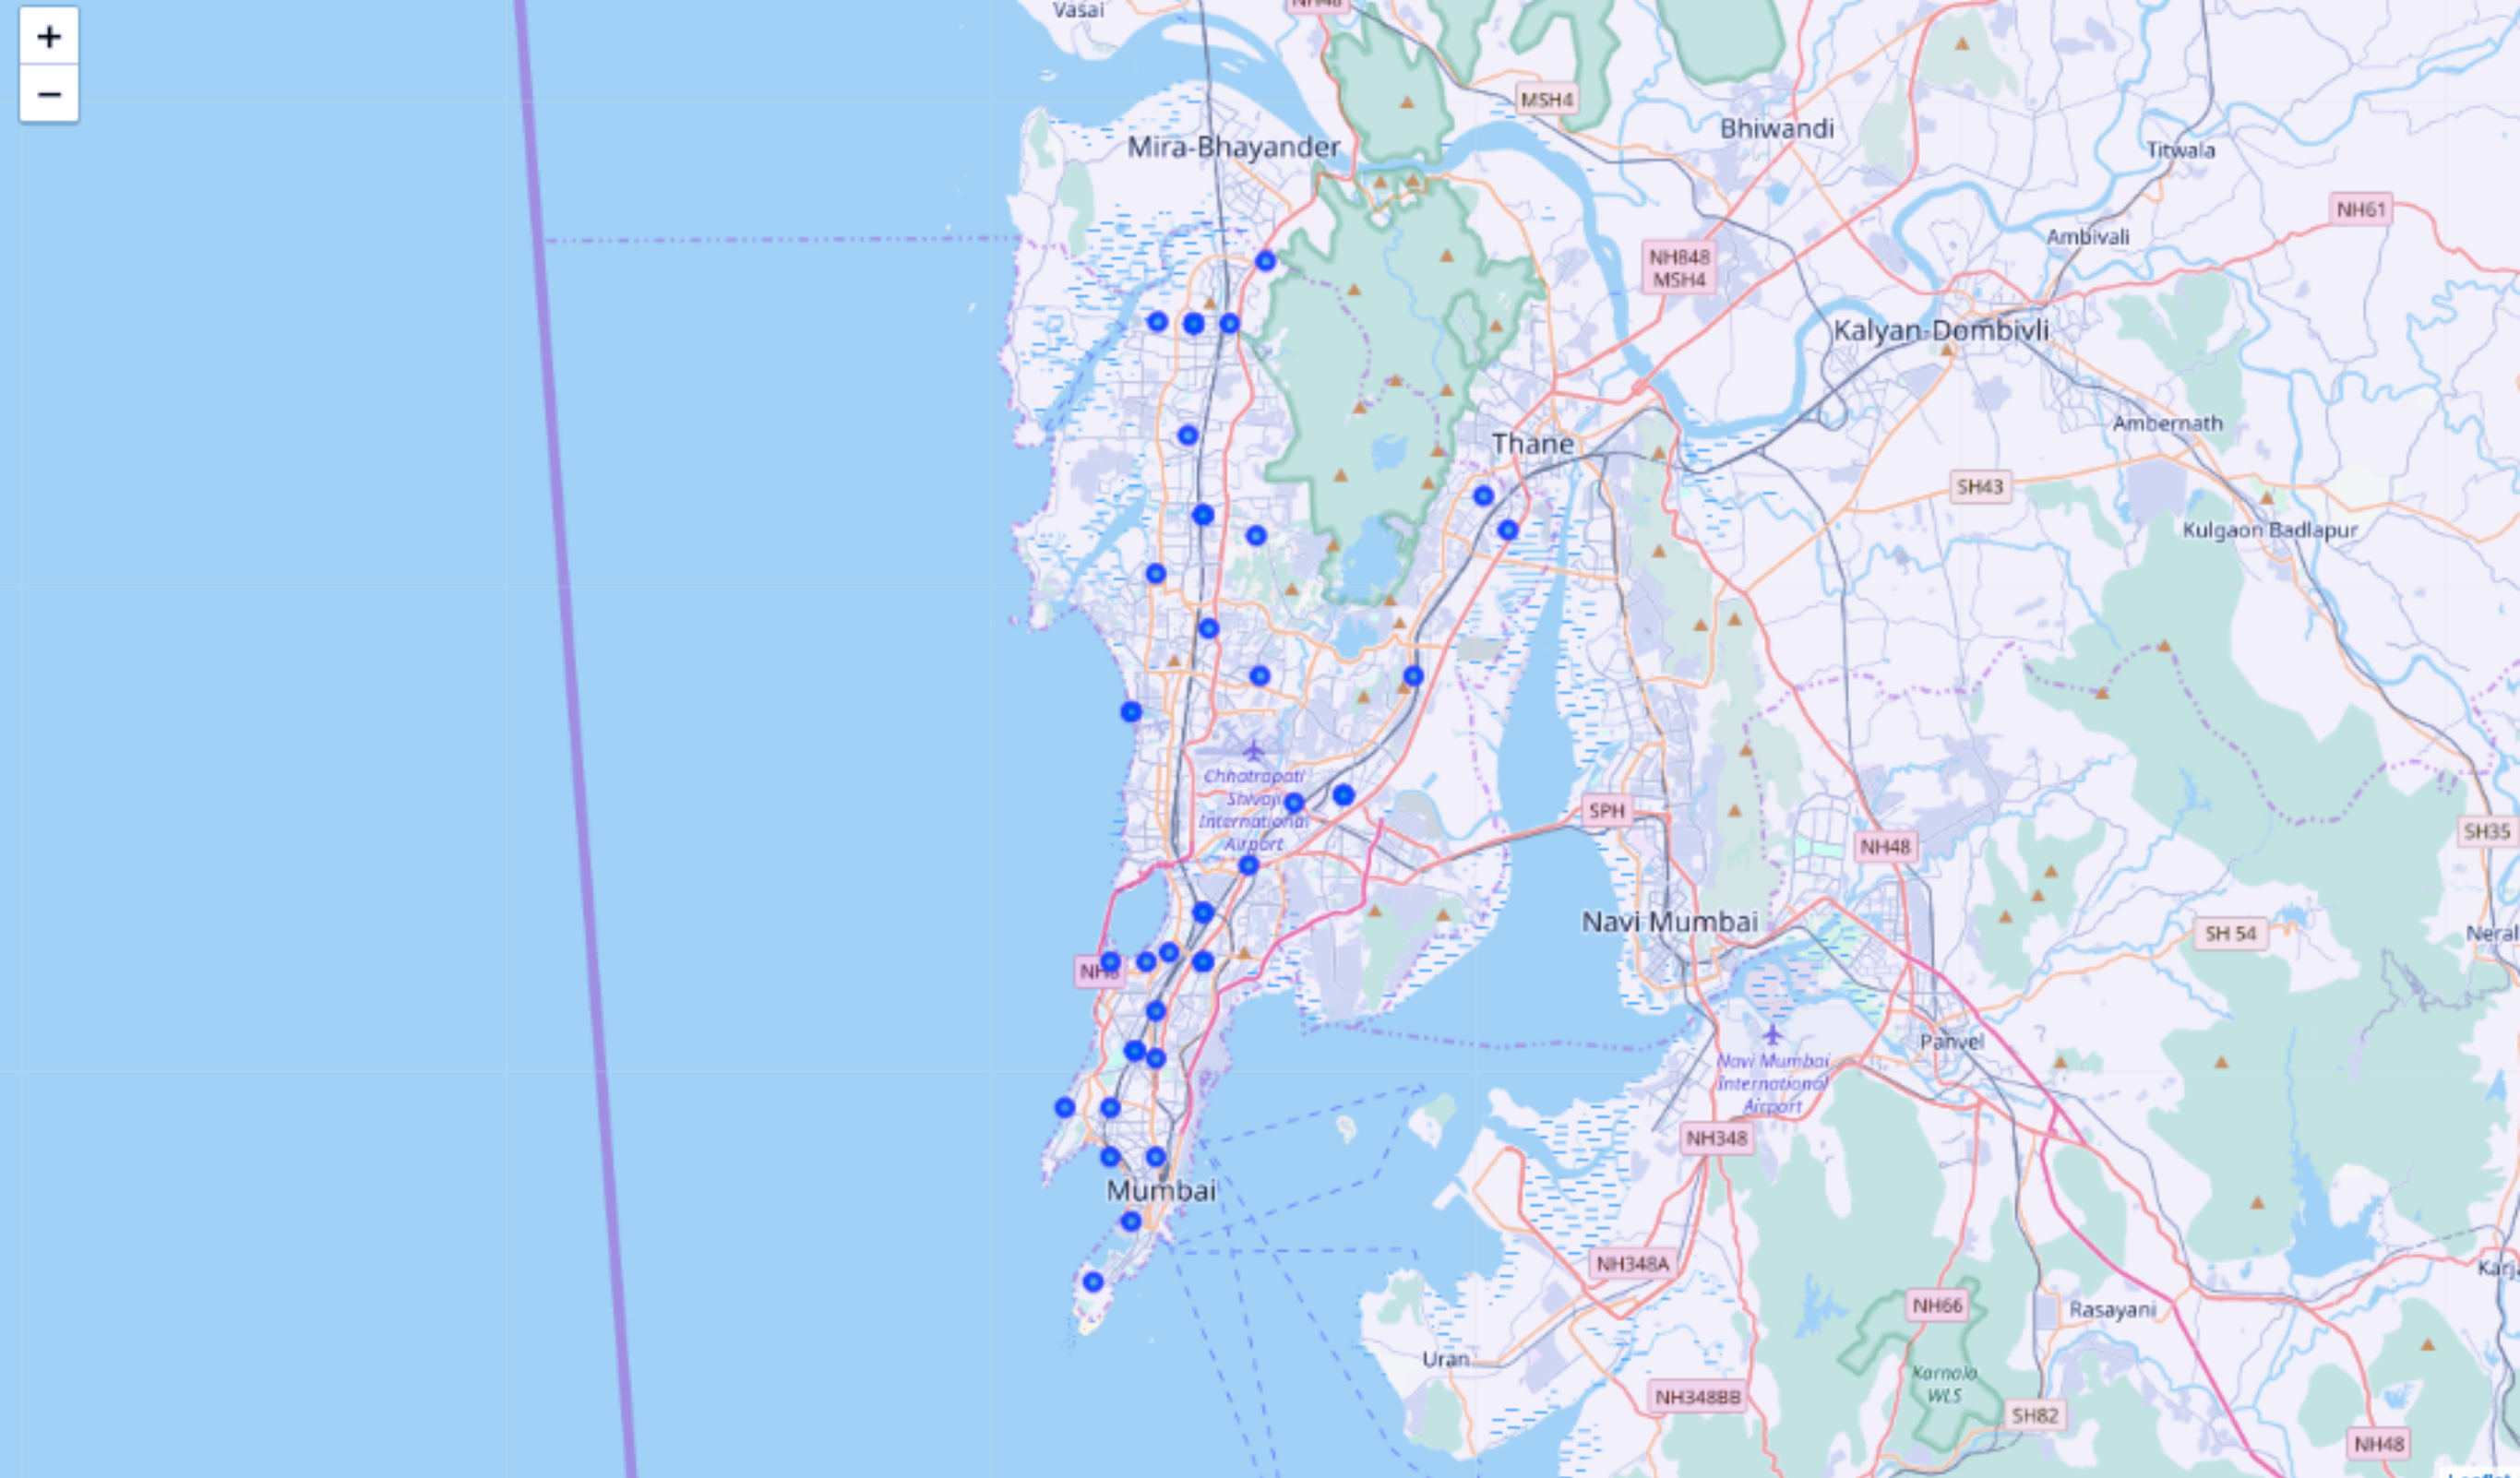 +
−
Vasai
NH48
MSH4
Mira-Bhayander
Bhiwandi
Titwala
NH61
Ambivali
NH848
MSH4
Kalyan-Dombivli
Thane
Ambernath
SH43
Kulgaon Badlapur
Chhatrapati
Shivaji
International
Airport
SPH
NH48
SH35
Navi Mumbai
SH 54
Neral
NH8
Panvel
Navi Mumbai
International
Airport
NH348
Mumbai
NH348A
Karj
NH66
Rasayani
Uran
Karnala
WLS
NH348BB
SH82
NH48